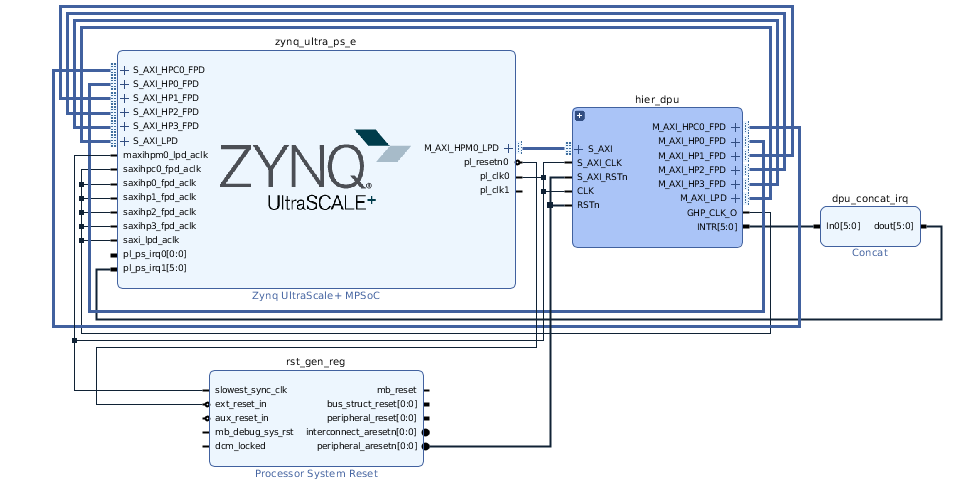 zynq_ultra_ps_e
S_AXI_HPC0_FPD
S_AXI_HP0_FPD
S_AXI_HP1_FPD
S_AXI_HP2_FPD
S_AXI_HP3_FPD
S_AXI_LPD
maxihpm0_lpd_aclk
saxihpc0_fpd_aclk
saxihp0_fpd_aclk
saxihp1_fpd_aclk
saxihp2_fpd_aclk
saxihp3_fpd_aclk
saxi_lpd_aclk
pl_ps_irq0[0:0]
pl_ps_irq1[5:0]
ZYNQ®
UltraSCALE+
M_AXI_HPM0_LPD
pl_resetn0
pl_clk0
pl_clk1
Zynq UltraScale+ MPSoC
hier_dpu
S_AXI
S_AXI_CLK
S_AXI_RSTn
CLK
RSTn
M_AXI_HPC0_FPD
M_AXI_HP0_FPD
M_AXI_HP1_FPD
M_AXI_HP2_FPD
M_AXI_HP3_FPD
M_AXI_LPD
GHP_CLK_O
INTR[5:0]
dpu_concat_irq
In0[5:0] dout[5:0]
Concat
rst_gen_reg
slowest_sync_clk
ext_reset_in
aux_reset_in
mb_debug_sys_rst
dcm_locked
mb_reset
bus_struct_reset[0:0]
peripheral_reset[0:0]
interconnect_aresetn[0:0]
peripheral_aresetn[0:0]
Processor System Reset